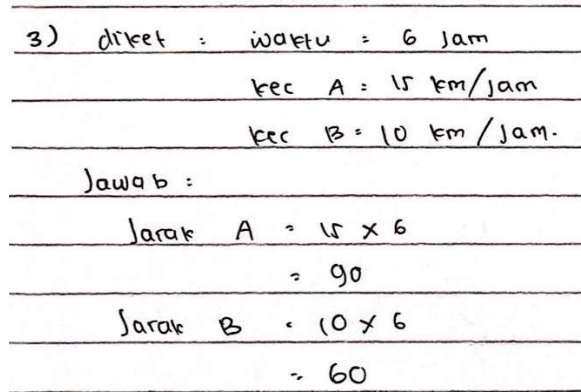 3) diket : waktu = 6 Jam
kec A = 15 km/Jam
kec B = 10 km/Jam.
Jawab :
Jarak A = 15 × 6
= 90
Jarak B = 10 × 6
= 60